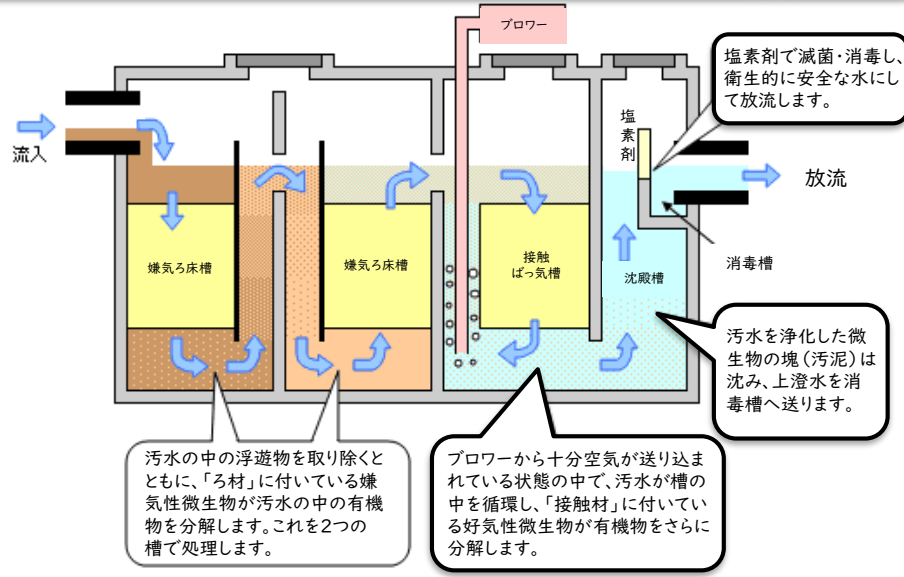 ブロワー
塩素剤で滅菌・消毒し、
衛生的に安全な水にし
て放流します。
流入
塩素剤
放流
嫌気ろ床槽
嫌気ろ床槽
接触
ばっ気槽
沈殿槽
消毒槽
汚水を浄化した微
生物の塊(汚泥)は
沈み、上澄水を消
毒槽へ送ります。
汚水の中の浮遊物を取り除くと
ともに、「ろ材」に付いている嫌
気性微生物が汚水の中の有機
物を分解します。これを2つの
槽で処理します。
ブロワーから十分空気が送り込ま
れている状態の中で、汚水が槽の
中を循環し、「接触材」に付いてい
る好気性微生物が有機物をさらに
分解します。